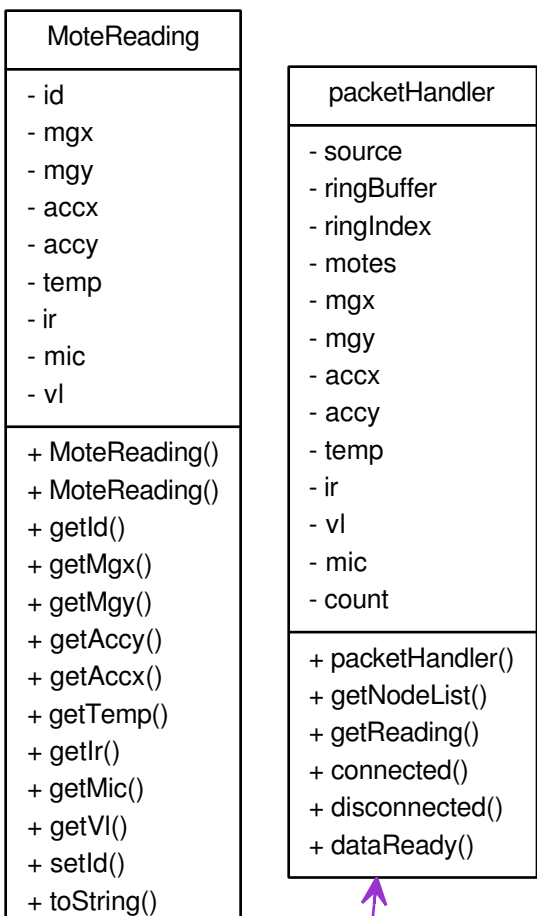 MoteReading
- id
- mgx
- mgy
- accx
- accy
- temp
- ir
- mic
- vl
+ MoteReading()
+ MoteReading()
+ getId()
+ getMgx()
+ getMgy()
+ getAccy()
+ getAccx()
+ getTemp()
+ getIr()
+ getMic()
+ getVl()
+ setId()
+ toString()
packetHandler
- source
- ringBuffer
- ringIndex
- motes
- mgx
- mgy
- accx
- accy
- temp
- ir
- vl
- mic
- count
+ packetHandler()
+ getNodeList()
+ getReading()
+ connected()
+ disconnected()
+ dataReady()